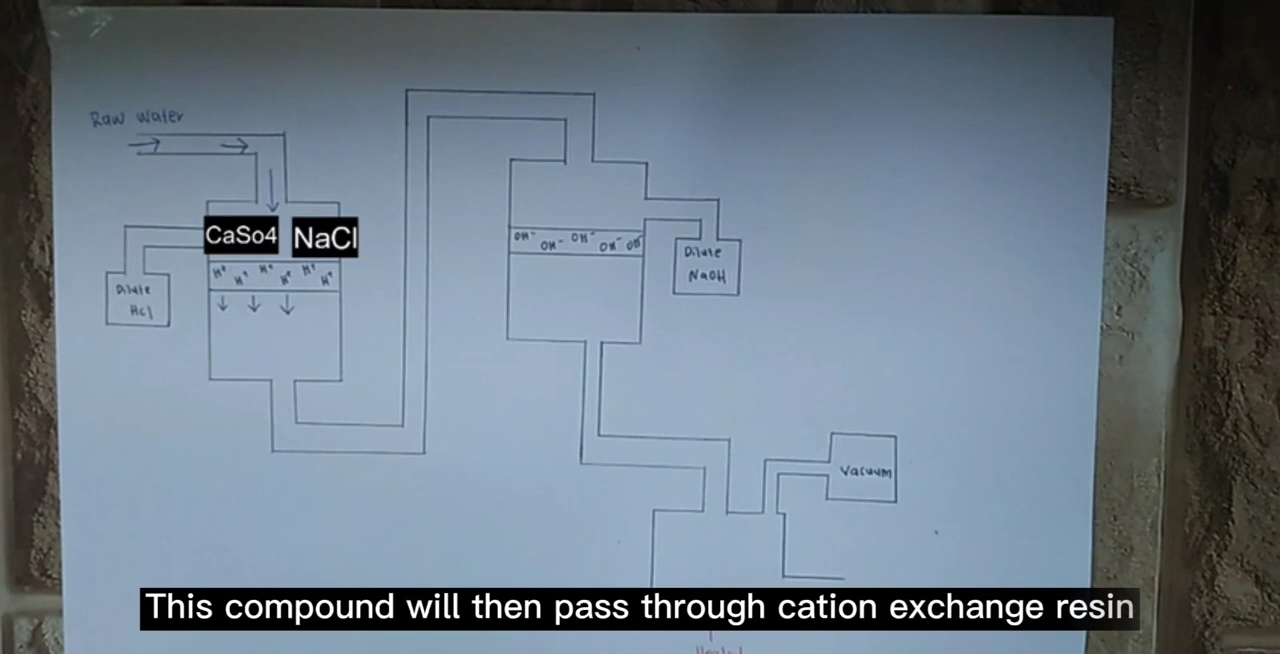 Raw water
CaSo4 NaCl
H+ H+ H+ H+ H+ H+
Dilute
HCl
OH- OH- OH- OH- OH-
Dilute
NaOH
Vacuum
This compound will then pass through cation exchange resin